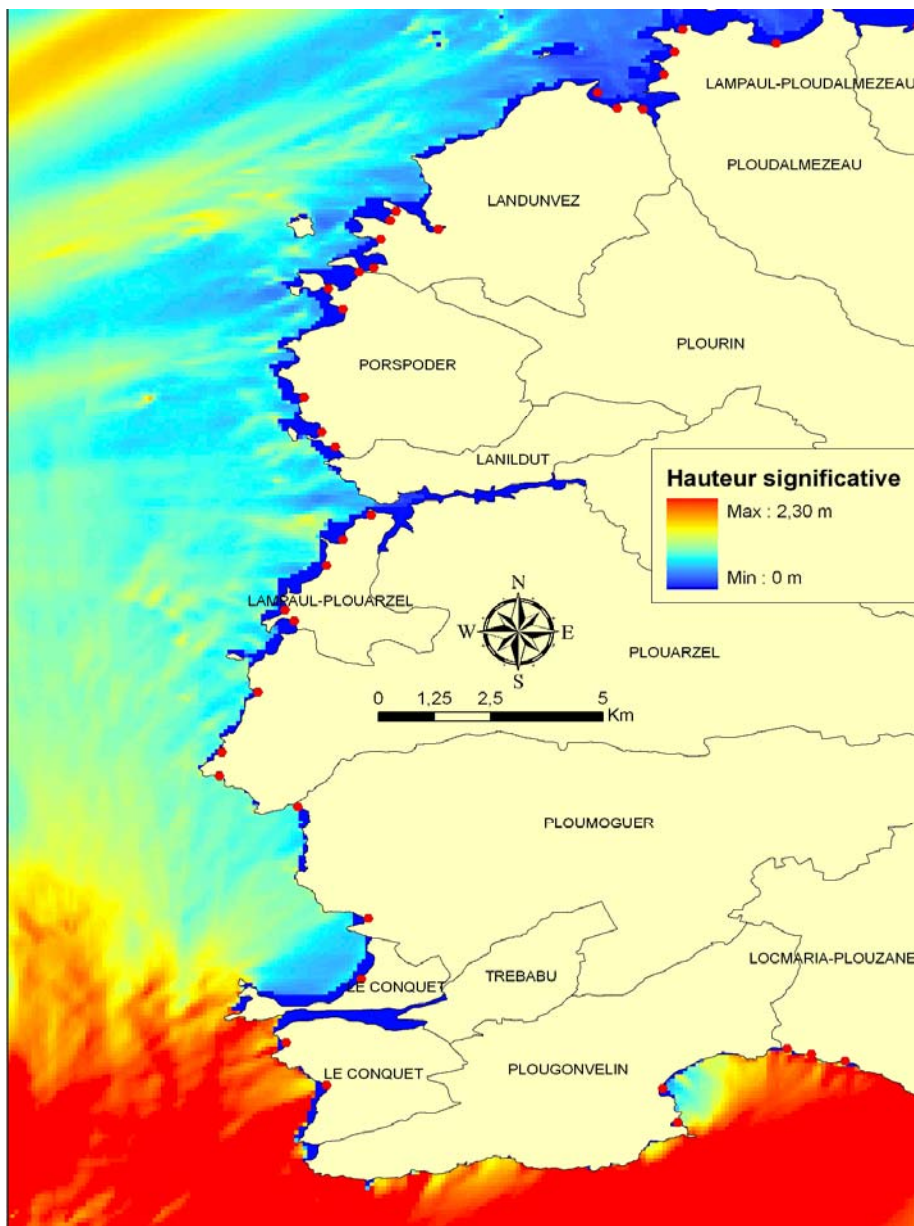 LAMPAUL-PLOUDALMEZEAU
PLOUDALMEZEAU
LANDUNVEZ
PLOURIN
PORSPODER
LANILDUT
Hauteur significative
Max : 2,30 m
Min : 0 m
N
LAMPAUL-PLOUARZEL
W E
PLOUARZEL
S
0 1,25 2,5 5
Km
PLOUMOGUER
LOCMARIA-PLOUZANE
TREBABU
LE CONQUET
LE CONQUET
PLOUGONVELIN